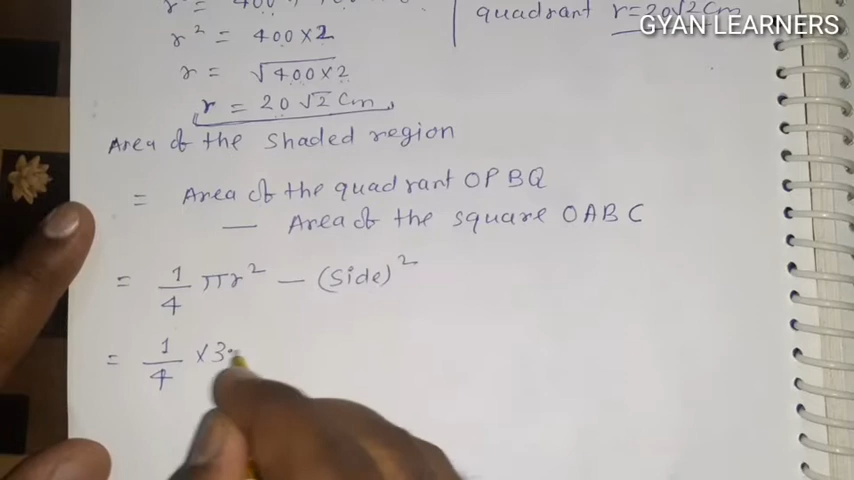 r² = 400 × 2
quadrant r = 20√2 cm
GYAN LEARNERS
r = √400×2
r = 20√2 cm
Area of the shaded region
= Area of the quadrant OPBQ
— Area of the square OABC
= 1/4 πr² — (Side)²
= 1/4 × 3